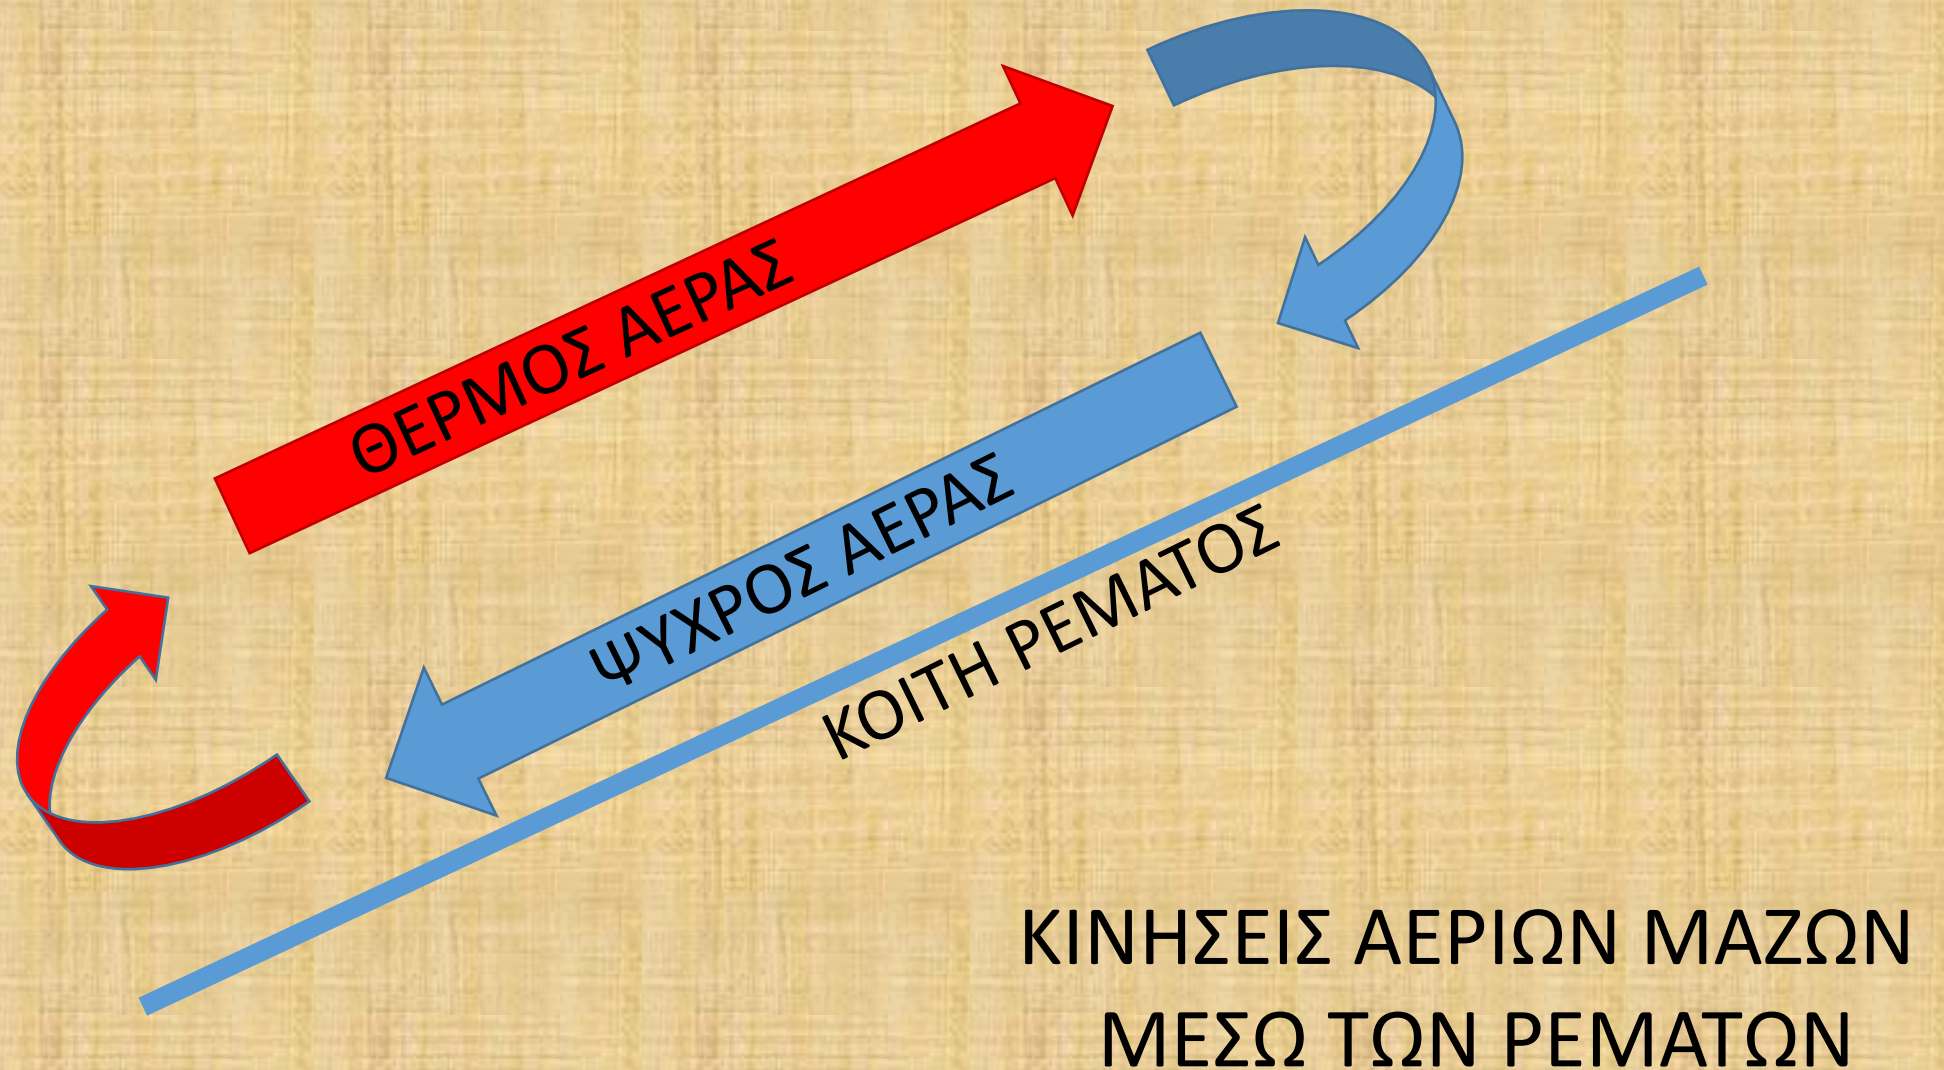 ΘΕΡΜΟΣ ΑΕΡΑΣ
ΨΥΧΡΟΣ ΑΕΡΑΣ
ΚΟΙΤΗ ΡΕΜΑΤΟΣ
ΚΙΝΗΣΕΙΣ ΑΕΡΙΩΝ ΜΑΖΩΝ
ΜΕΣΩ ΤΩΝ ΡΕΜΑΤΩΝ